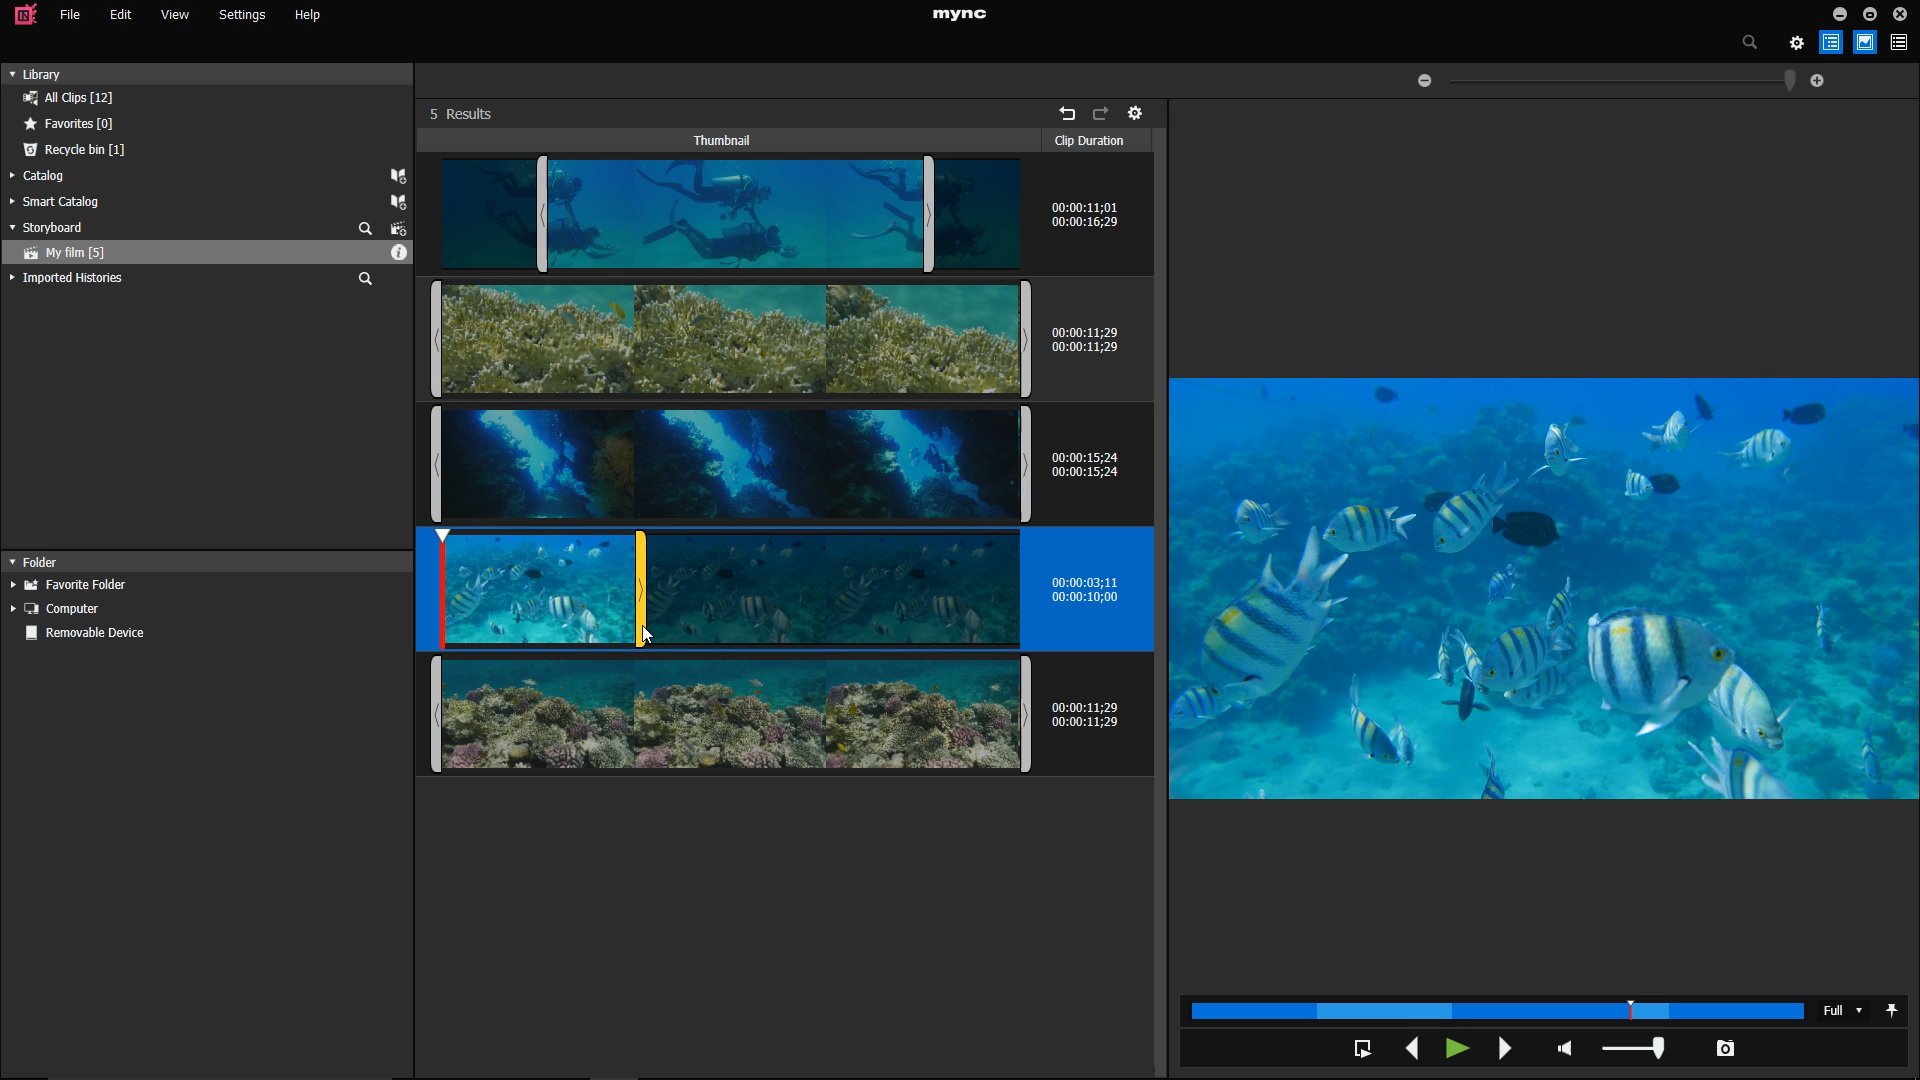 File Edit View Settings Help
mync
Library
All Clips [12]
Favorites [0]
Recycle bin [1]
Catalog
Smart Catalog
Storyboard
My film [5]
Imported Histories
Folder
Favorite Folder
Computer
Removable Device
5 Results
Thumbnail Clip Duration
00:00:11;01
00:00:16;29
00:00:11;29
00:00:11;29
00:00:15;24
00:00:15;24
00:00:03;11
00:00:10;00
00:00:11;29
00:00:11;29
Full